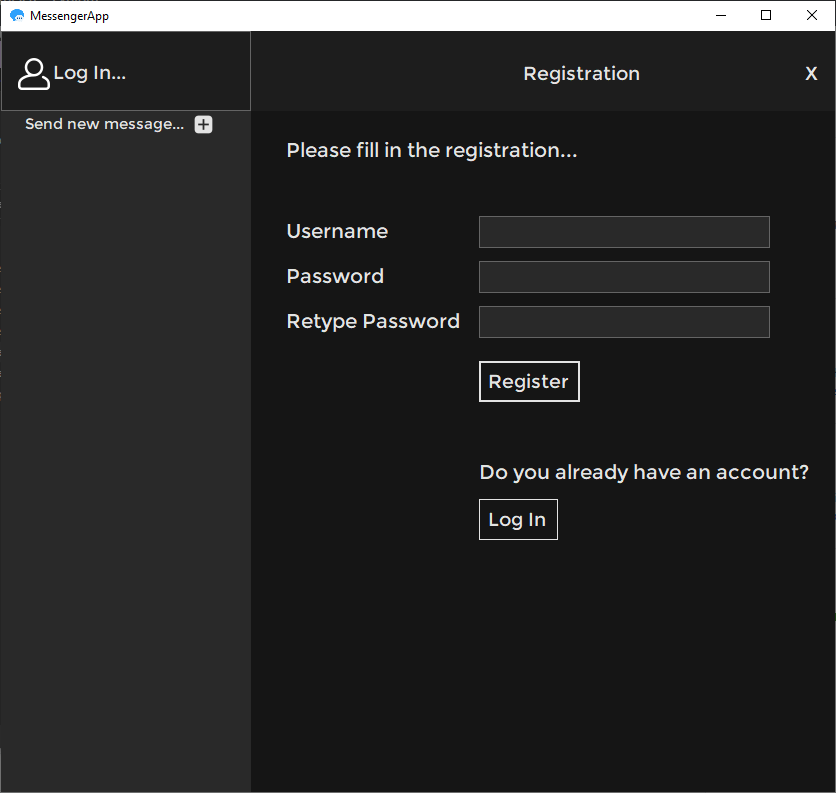 MessengerApp
Log In...
Registration
X
Send new message...
Please fill in the registration...
Username
Password
Retype Password
Register
Do you already have an account?
Log In